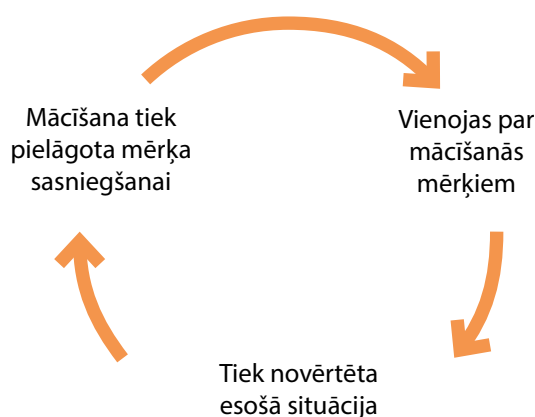 Mācīšana tiek
pielāgota mērķa
sasniegšanai
Vienojas par
mācīšanās
mērķiem
Tiek novērtēta
esošā situācija